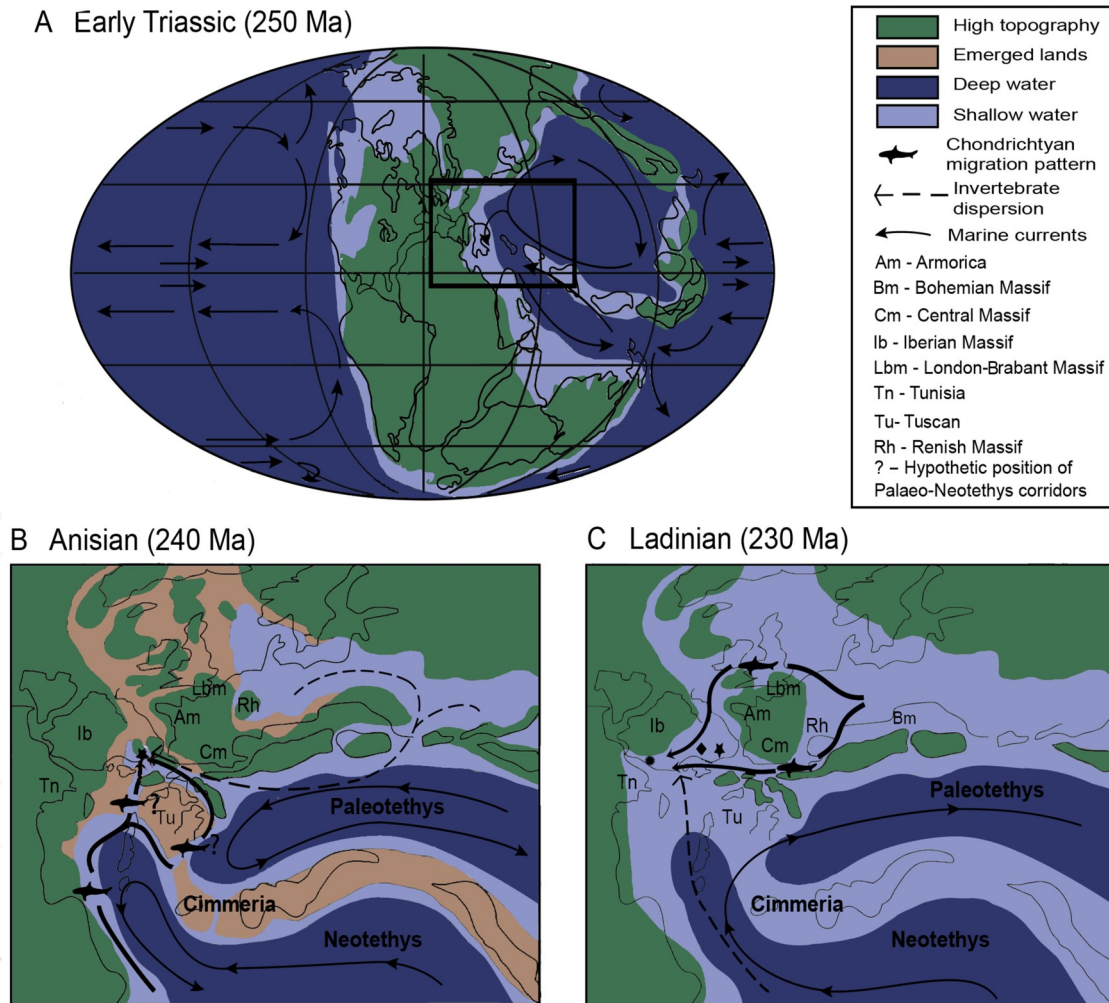 A Early Triassic (250 Ma)
High topography
Emerged lands
Deep water
Shallow water
Chondrichtyan
migration pattern
Invertebrate
dispersion
Marine currents
Am - Armorica
Bm - Bohemian Massif
Cm - Central Massif
Ib - Iberian Massif
Lbm - London-Brabant Massif
Tn - Tunisia
Tu- Tuscan
Rh - Renish Massif
? – Hypothetic position of
Palaeo-Neotethys corridors
B Anisian (240 Ma)
Lbm
Rh
Am
Ib
Cm
Tn
?
Tu
?
Paleotethys
Cimmeria
Neotethys
C Ladinian (230 Ma)
Lbm
Am
Ib
Rh
Bm
Cm
Tn
Tu
Paleotethys
Cimmeria
Neotethys